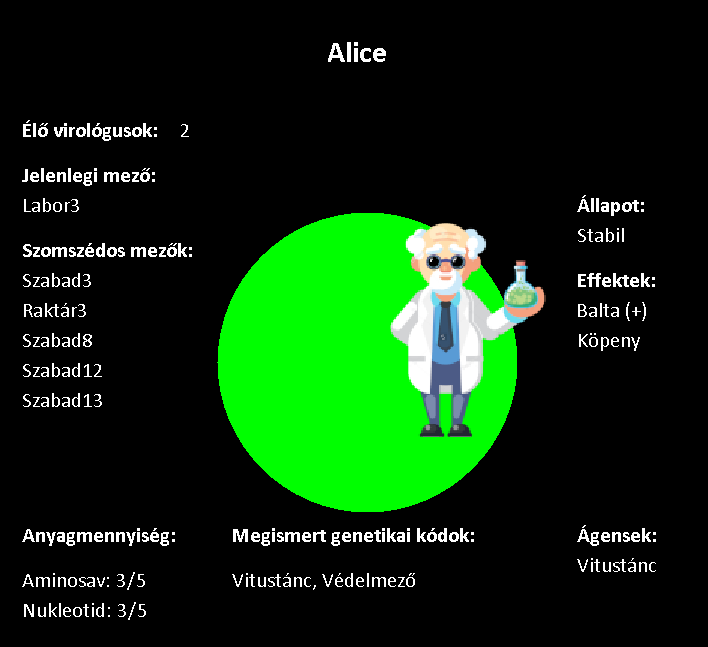 Alice
Élő virológusok: 2
Jelenlegi mező:
Labor3
Szomszédos mezők:
Szabad3
Raktár3
Szabad8
Szabad12
Szabad13
Állapot:
Stabil
Effektek:
Balta (+)
Köpeny
Anyagmennyiség:
Aminosav: 3/5
Nukleotid: 3/5
Megismert genetikai kódok:
Vitustánc, Védelmező
Ágensek:
Vitustánc